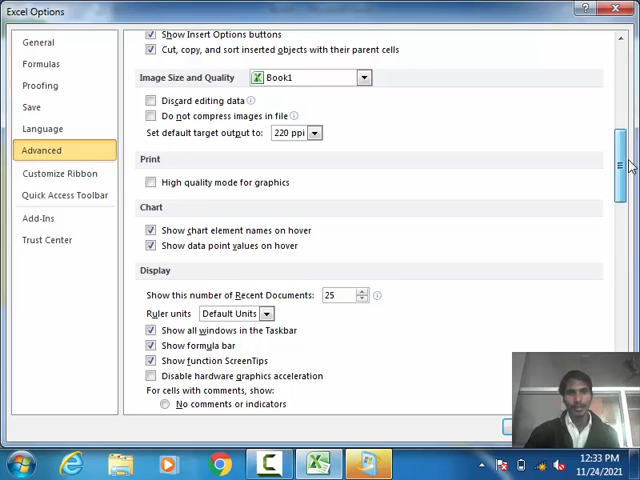 Excel Options
General
Formulas
Proofing
Save
Language
Advanced
Customize Ribbon
Quick Access Toolbar
Add-Ins
Trust Center
Show Insert Options buttons
Cut, copy, and sort inserted objects with their parent cells
Image Size and Quality Book1
Discard editing data
Do not compress images in file
Set default target output to: 220 ppi
Print
High quality mode for graphics
Chart
Show chart element names on hover
Show data point values on hover
Display
Show this number of Recent Documents: 25
Ruler units Default Units
Show all windows in the Taskbar
Show formula bar
Show function ScreenTips
Disable hardware graphics acceleration
For cells with comments, show:
No comments or indicators
12:33 PM
11/24/2021